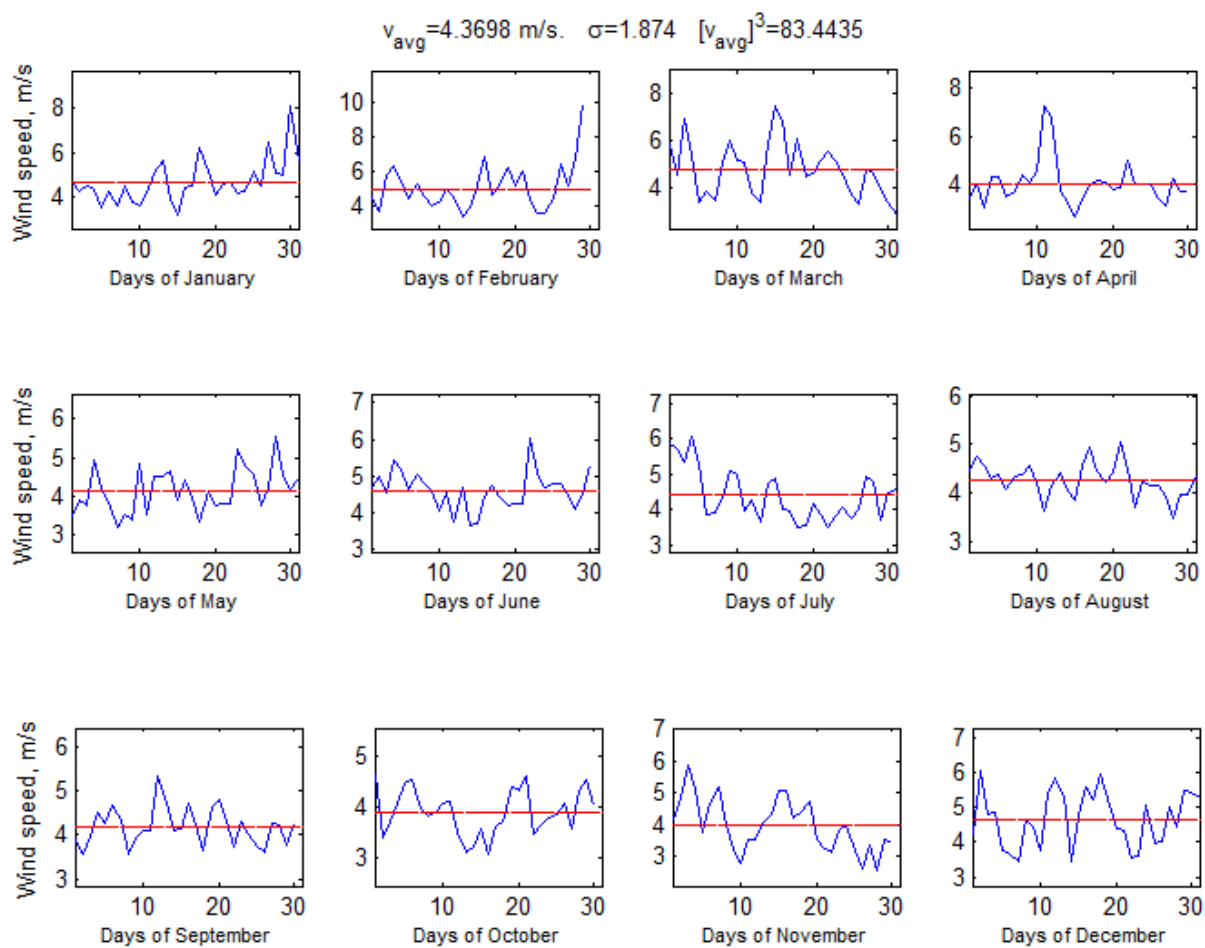 v_avg=4.3698 m/s. σ=1.874 [v_avg]^3=83.4435
Wind speed, m/s
8
6
4
10 20 30
Days of January
10
8
6
4
10 20 30
Days of February
8
6
4
10 20 30
Days of March
8
6
4
10 20 30
Days of April
Wind speed, m/s
6
5
4
3
10 20 30
Days of May
7
6
5
4
3
10 20 30
Days of June
7
6
5
4
3
10 20 30
Days of July
6
5
4
3
10 20 30
Days of August
Wind speed, m/s
6
5
4
3
10 20 30
Days of September
5
4
3
10 20 30
Days of October
7
6
5
4
3
10 20 30
Days of November
7
6
5
4
3
10 20 30
Days of December